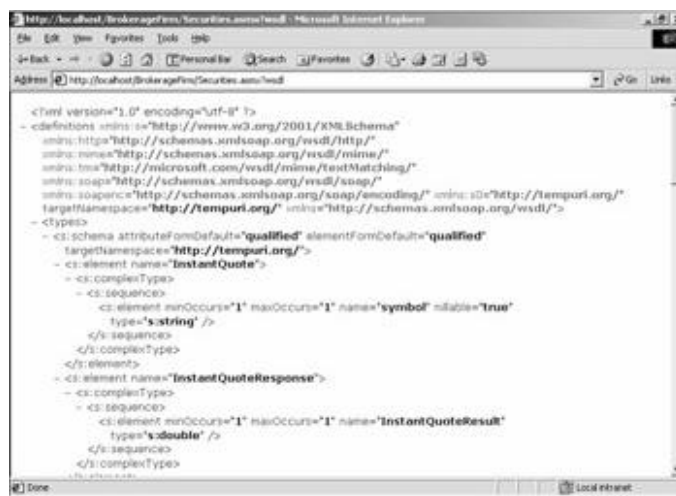 http://localhost/BrokerageFirm/Securities.asmx?wsdl - Microsoft Internet Explorer
File Edit View Favorites Tools Help
Back Personal Bar Search Favorites
Address http://localhost/BrokerageFirm/Securities.asmx?wsdl Go Links
<?xml version="1.0" encoding="utf-8" ?>
- <definitions xmlns:s="http://www.w3.org/2001/XMLSchema"
xmlns:http="http://schemas.xmlsoap.org/wsdl/http/"
xmlns:mime="http://schemas.xmlsoap.org/wsdl/mime/"
xmlns:tm="http://microsoft.com/wsdl/mime/textMatching/"
xmlns:soap="http://schemas.xmlsoap.org/wsdl/soap/"
xmlns:soapenc="http://schemas.xmlsoap.org/soap/encoding/" xmlns:s0="http://tempuri.org/"
targetNamespace="http://tempuri.org/" xmlns="http://schemas.xmlsoap.org/wsdl/">
- <types>
- <s:schema attributeFormDefault="qualified" elementFormDefault="qualified"
targetNamespace="http://tempuri.org/">
- <s:element name="InstantQuote">
- <s:complexType>
- <s:sequence>
<s:element minOccurs="1" maxOccurs="1" name="symbol" nillable="true"
type="s:string" />
</s:sequence>
</s:complexType>
</s:element>
- <s:element name="InstantQuoteResponse">
- <s:complexType>
- <s:sequence>
<s:element minOccurs="1" maxOccurs="1" name="InstantQuoteResult"
type="s:double" />
</s:sequence>
</s:complexType>
Done Local intranet